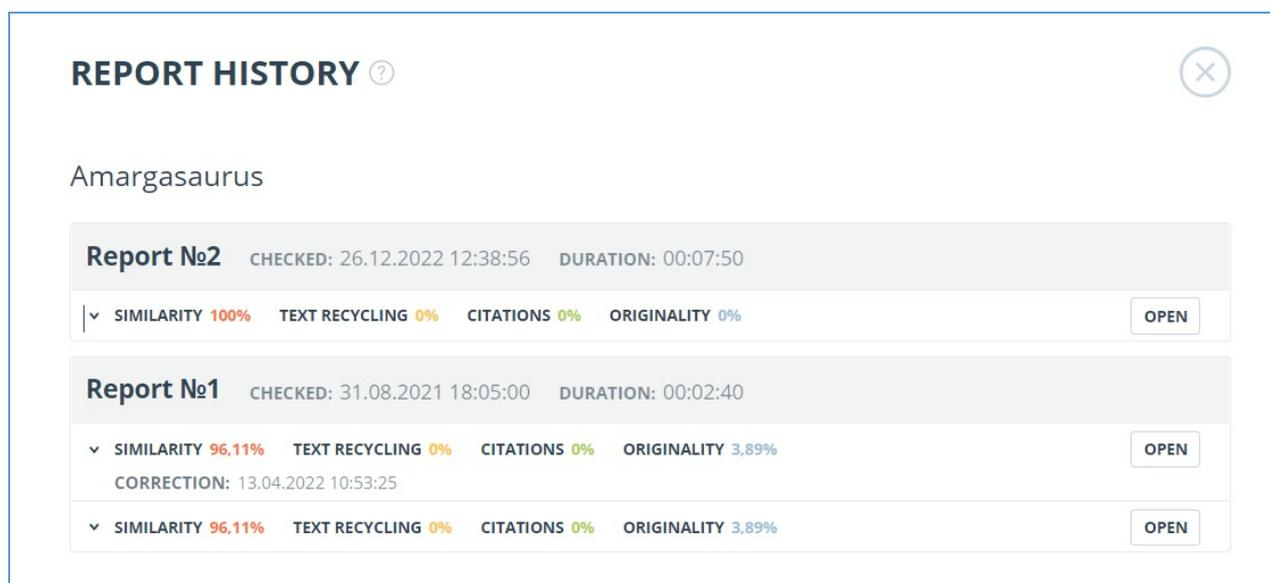 REPORT HISTORY ?
Amargasaurus
Report №2 CHECKED: 26.12.2022 12:38:56 DURATION: 00:07:50
SIMILARITY 100% TEXT RECYCLING 0% CITATIONS 0% ORIGINALITY 0% OPEN
Report №1 CHECKED: 31.08.2021 18:05:00 DURATION: 00:02:40
SIMILARITY 96,11% TEXT RECYCLING 0% CITATIONS 0% ORIGINALITY 3,89% OPEN
CORRECTION: 13.04.2022 10:53:25
SIMILARITY 96,11% TEXT RECYCLING 0% CITATIONS 0% ORIGINALITY 3,89% OPEN